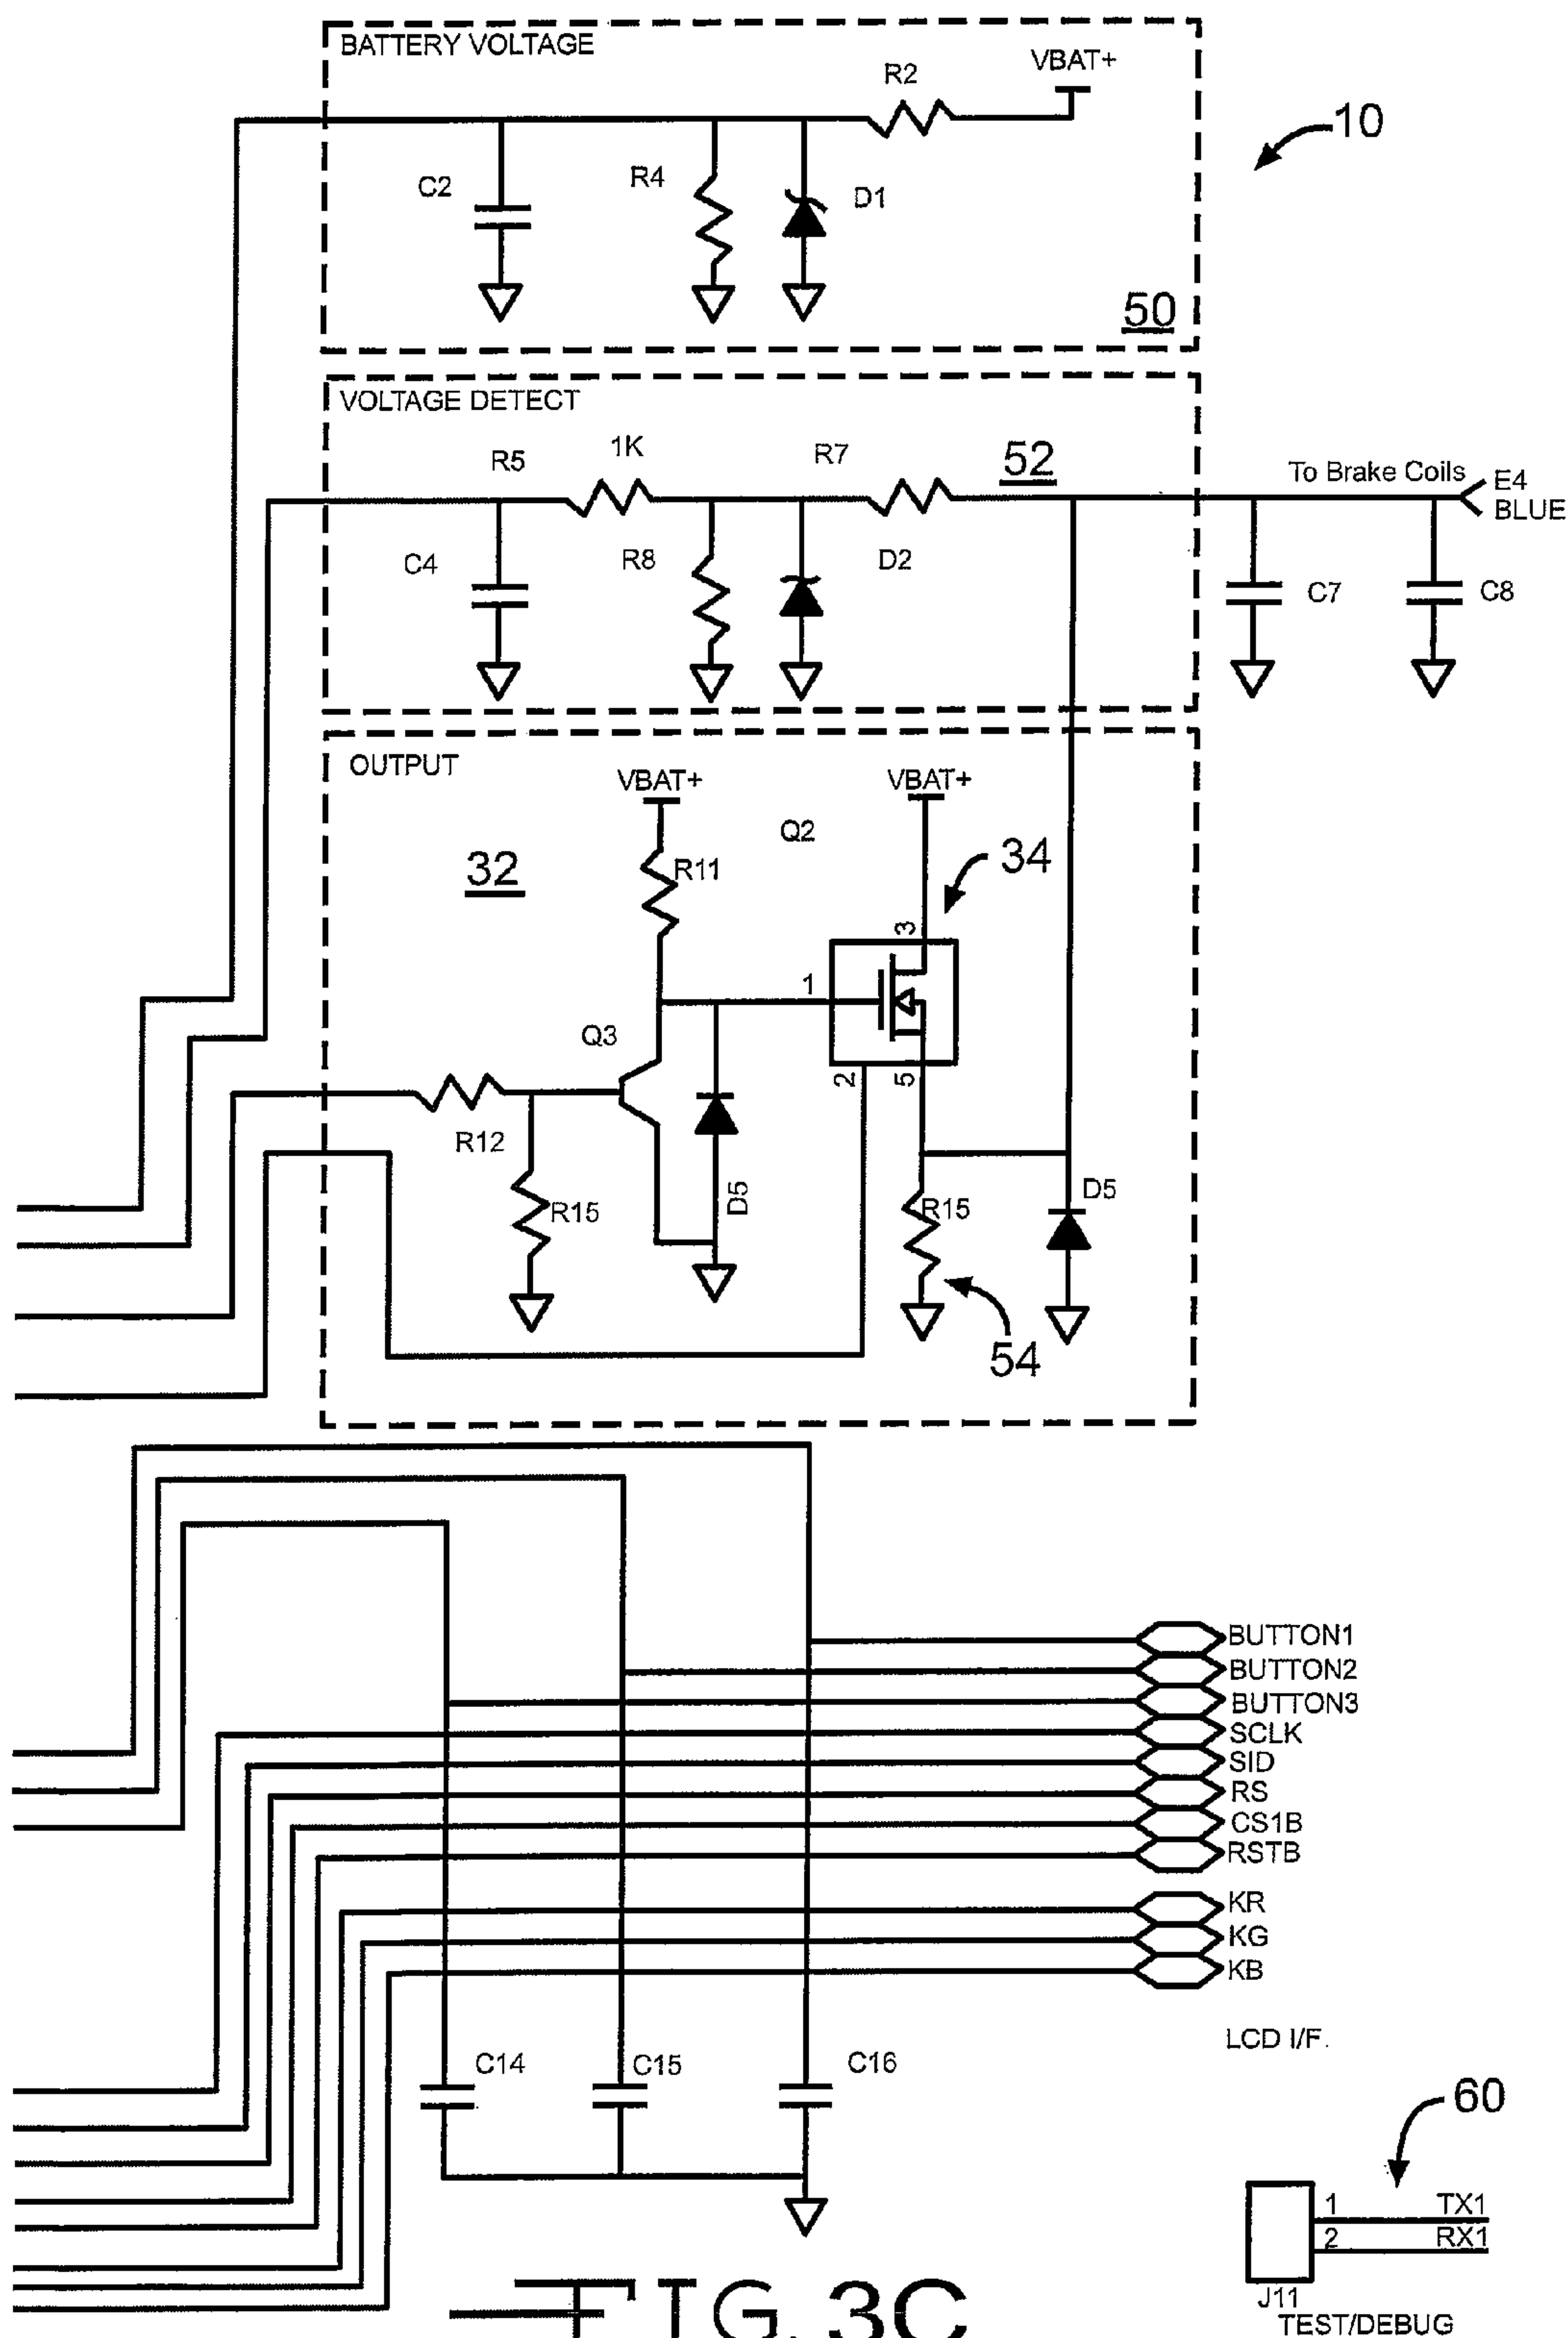 BATTERY VOLTAGE
R2
VBAT+
10
C2
R4
D1
50
VOLTAGE DETECT
R5
1K
R7
52
To Brake Coils
E4
BLUE
C4
R8
D2
C7
C8
OUTPUT
VBAT+
VBAT+
Q2
32
R11
34
3
1
Q3
2
5
R12
R15
D5
R15
D5
54
BUTTON1
BUTTON2
BUTTON3
SCLK
SID
RS
CS1B
RSTB
KR
KG
KB
LCD I/F.
C14
C15
C16
60
1
TX1
2
RX1
J11
TEST/DEBUG
FIG. 3C